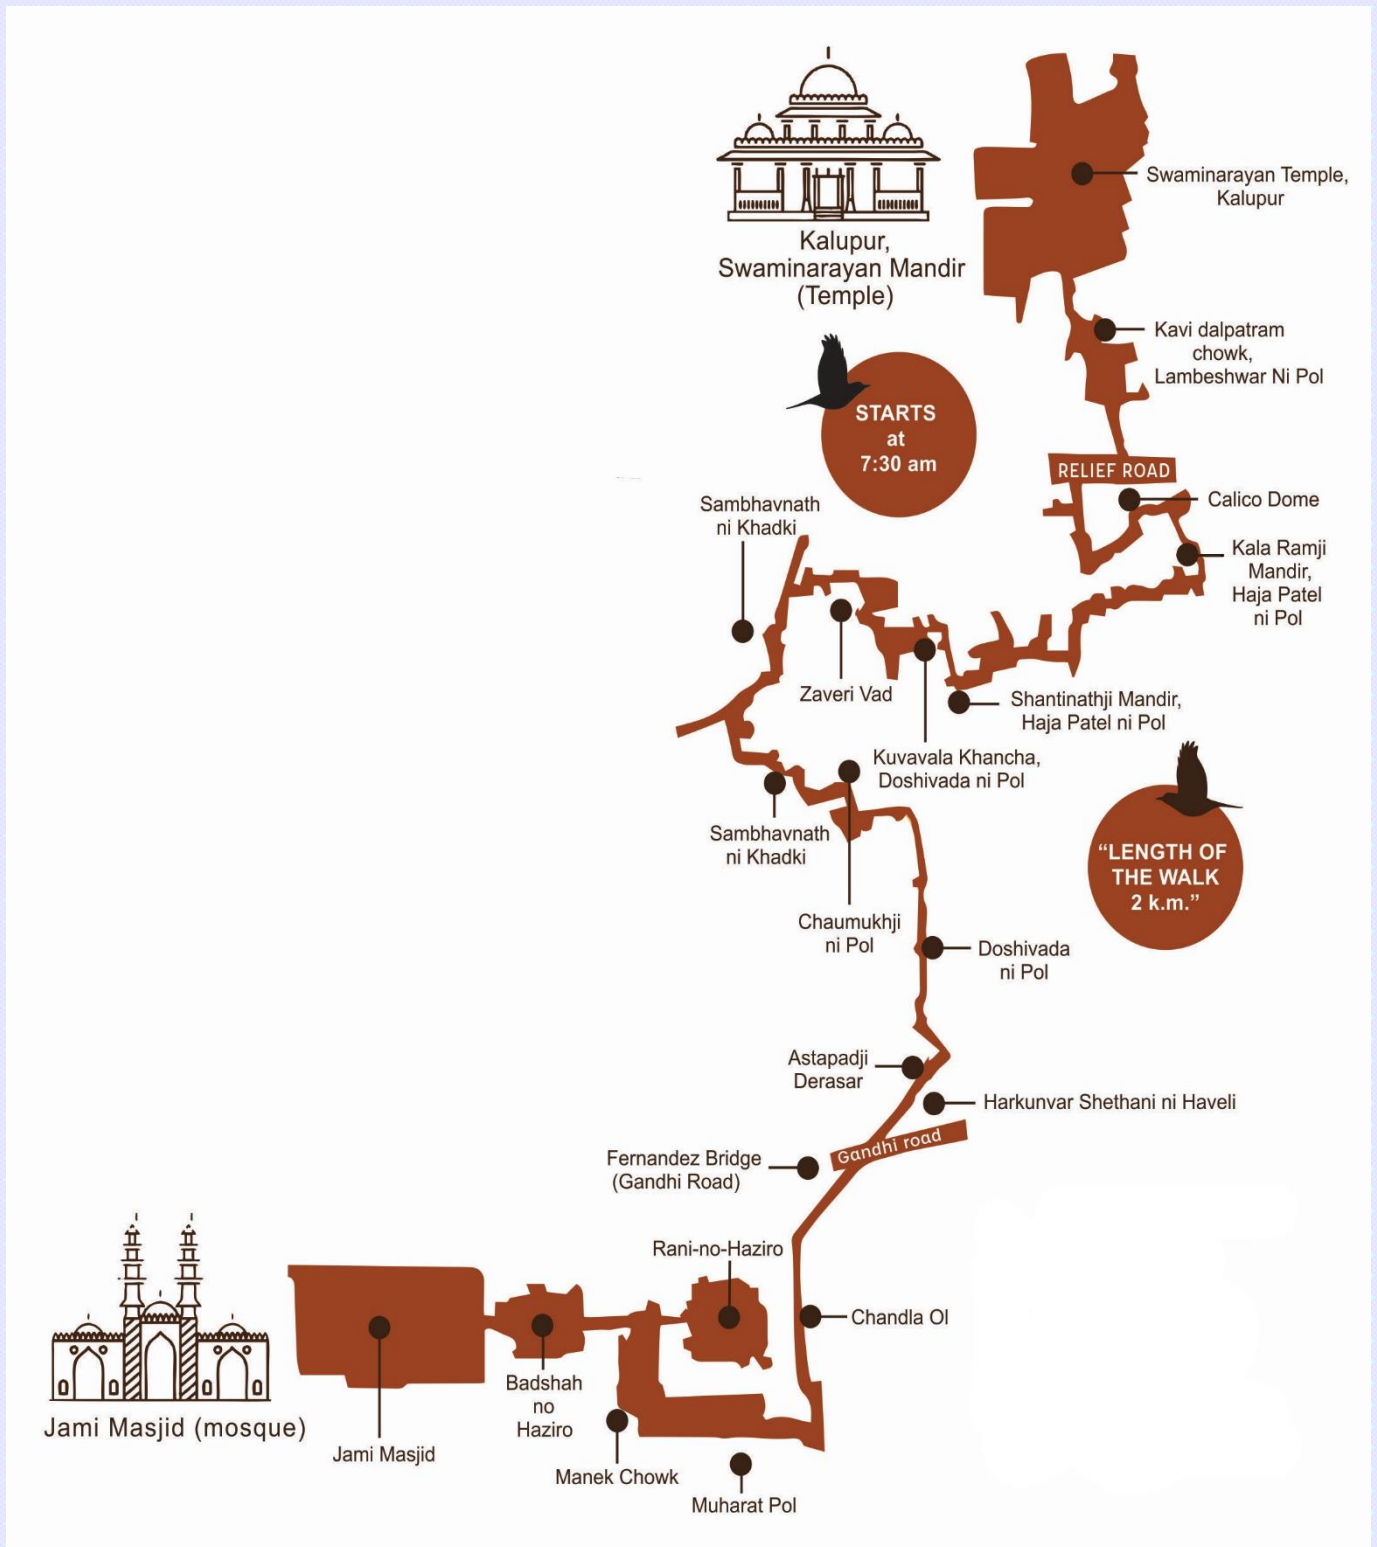 Swaminarayan Temple,
Kalupur
Kalupur,
Swaminarayan Mandir
(Temple)
Kavi dalpatram
chowk,
Lambeshwar Ni Pol
STARTS
at
7:30 am
RELIEF ROAD
Calico Dome
Sambhavnath
ni Khadki
Kala Ramji
Mandir,
Haja Patel
ni Pol
Zaveri Vad
Shantinathji Mandir,
Haja Patel ni Pol
Kuvavala Khancha,
Doshivada ni Pol
Sambhavnath
ni Khadki
“LENGTH OF
THE WALK
2 k.m.”
Chaumukhji
ni Pol
Doshivada
ni Pol
Astapadji
Derasar
Harkunvar Shethani ni Haveli
Gandhi road
Fernandez Bridge
(Gandhi Road)
Rani-no-Haziro
Chandla Ol
Badshah
no
Haziro
Jami Masjid (mosque)
Jami Masjid
Manek Chowk
Muharat Pol